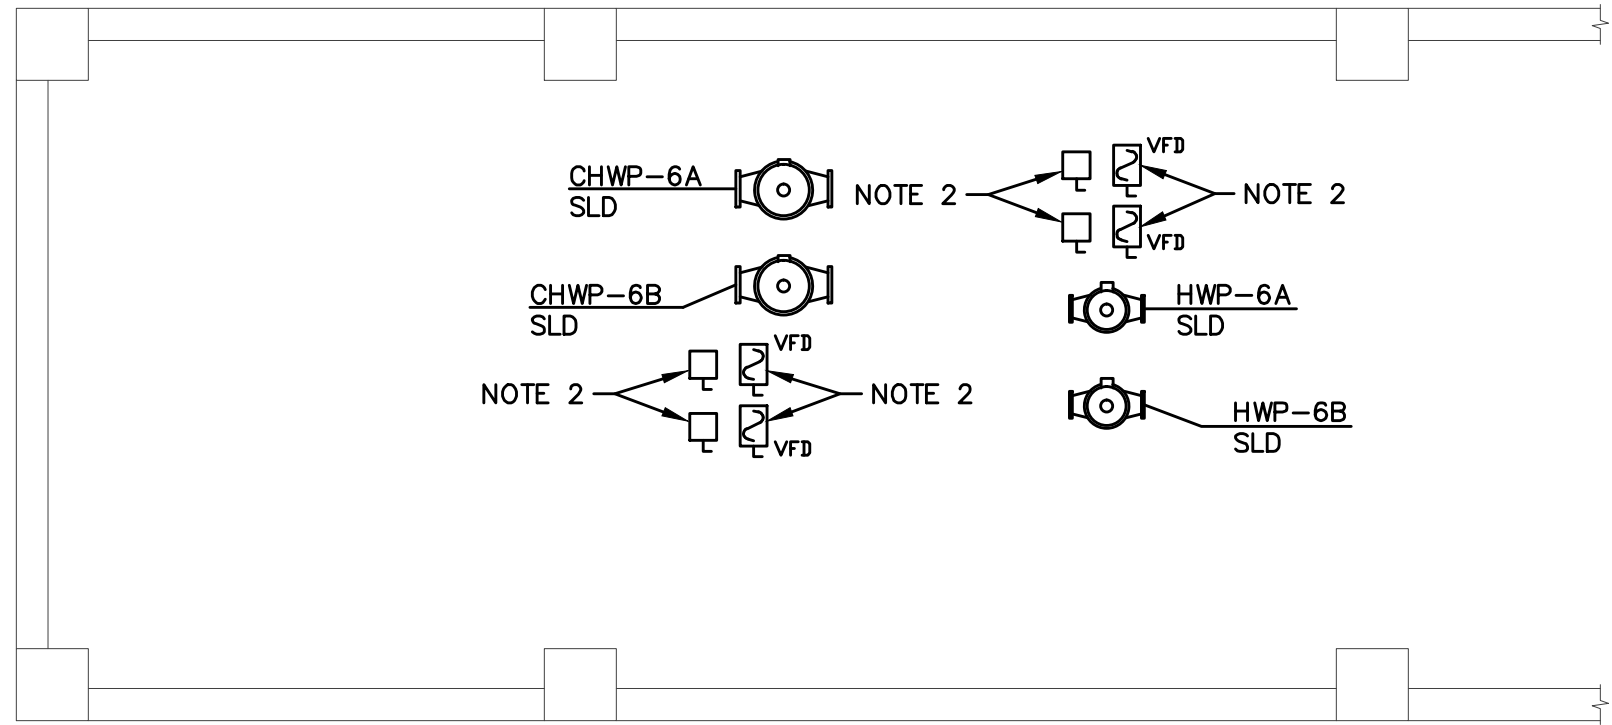 CHWP-6A
SLD
NOTE 2
VFD
VFD
NOTE 2
CHWP-6B
SLD
HWP-6A
SLD
NOTE 2
VFD
VFD
NOTE 2
HWP-6B
SLD